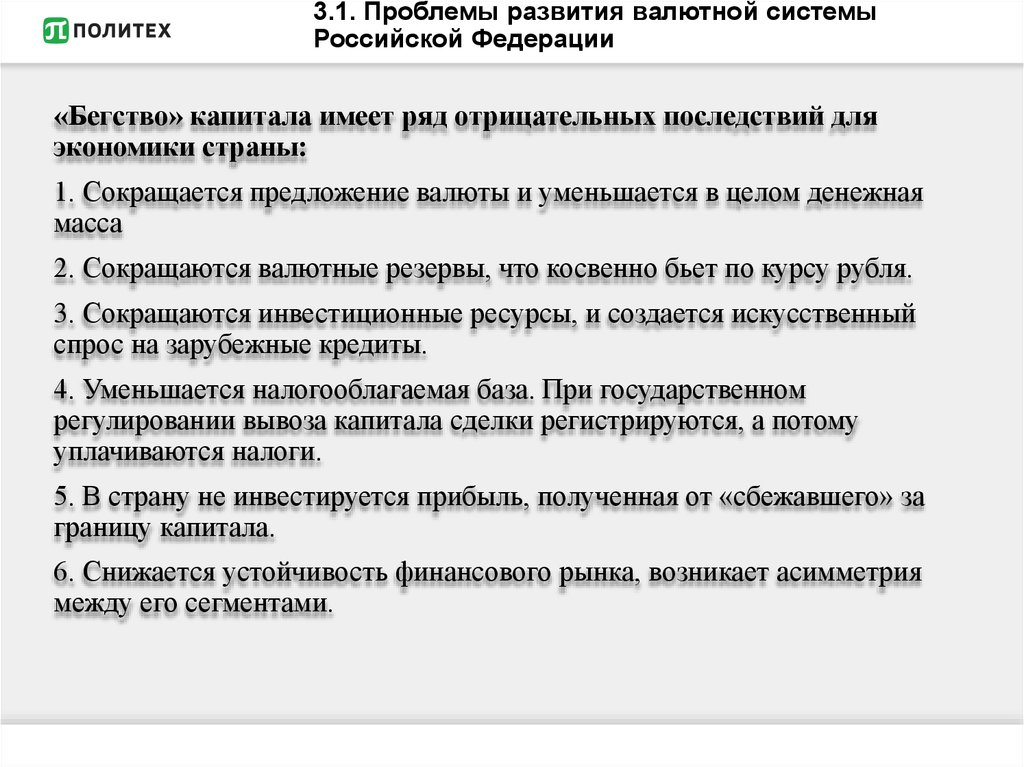 3.1. Проблемы развития валютной системы
Российской Федерации
ПОЛИТЕХ
«Бегство» капитала имеет ряд отрицательных последствий для
экономики страны:
1. Сокращается предложение валюты и уменьшается в целом денежная
масса
2. Сокращаются валютные резервы, что косвенно бьет по курсу рубля.
3. Сокращаются инвестиционные ресурсы, и создается искусственный
спрос на зарубежные кредиты.
4. Уменьшается налогооблагаемая база. При государственном
регулировании вывоза капитала сделки регистрируются, а потому
уплачиваются налоги.
5. В страну не инвестируется прибыль, полученная от «сбежавшего» за
границу капитала.
6. Снижается устойчивость финансового рынка, возникает асимметрия
между его сегментами.